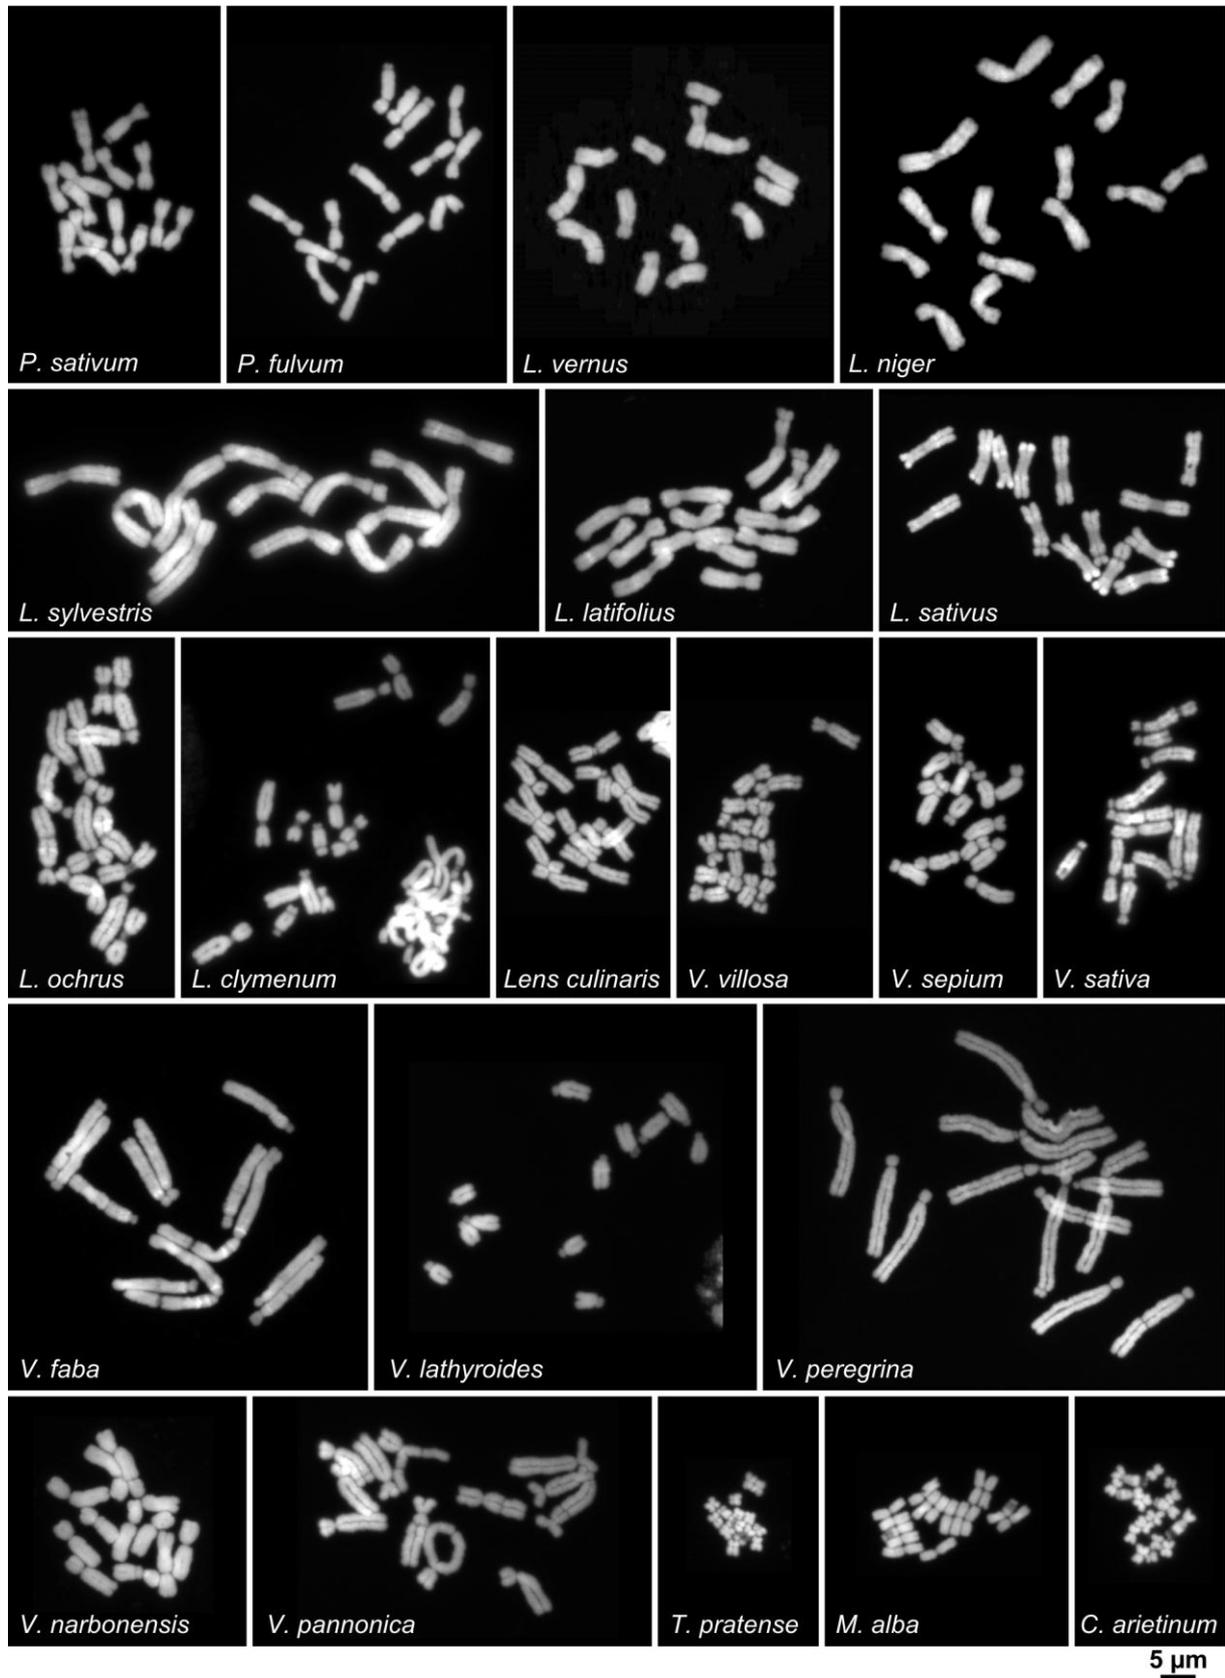 P. sativum
P. fulvum
L. vernus
L. niger
L. sylvestris
L. latifolius
L. sativus
L. ochrus
L. clymenum
Lens culinaris
V. villosa
V. sepium
V. sativa
V. faba
V. lathyroides
V. peregrina
V. narbonensis
V. pannonica
T. pratense
M. alba
C. arietinum
5 µm